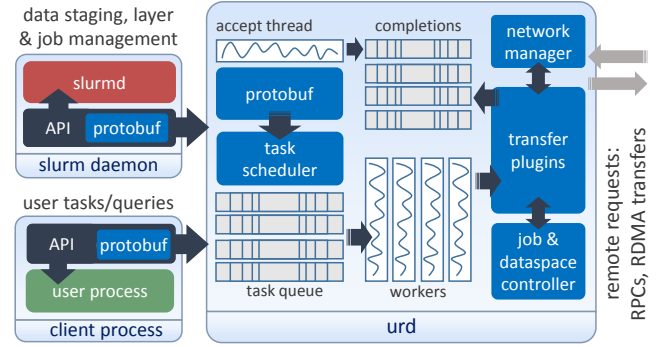 data staging, layer
& job management
slurmd
API
protobuf
slurm daemon
user tasks/queries
API
protobuf
user process
client process
accept thread
completions
protobuf
task
scheduler
task queue
workers
network
manager
transfer
plugins
job &
dataspace
controller
urd
remote requests:
RPCs, RDMA transfers